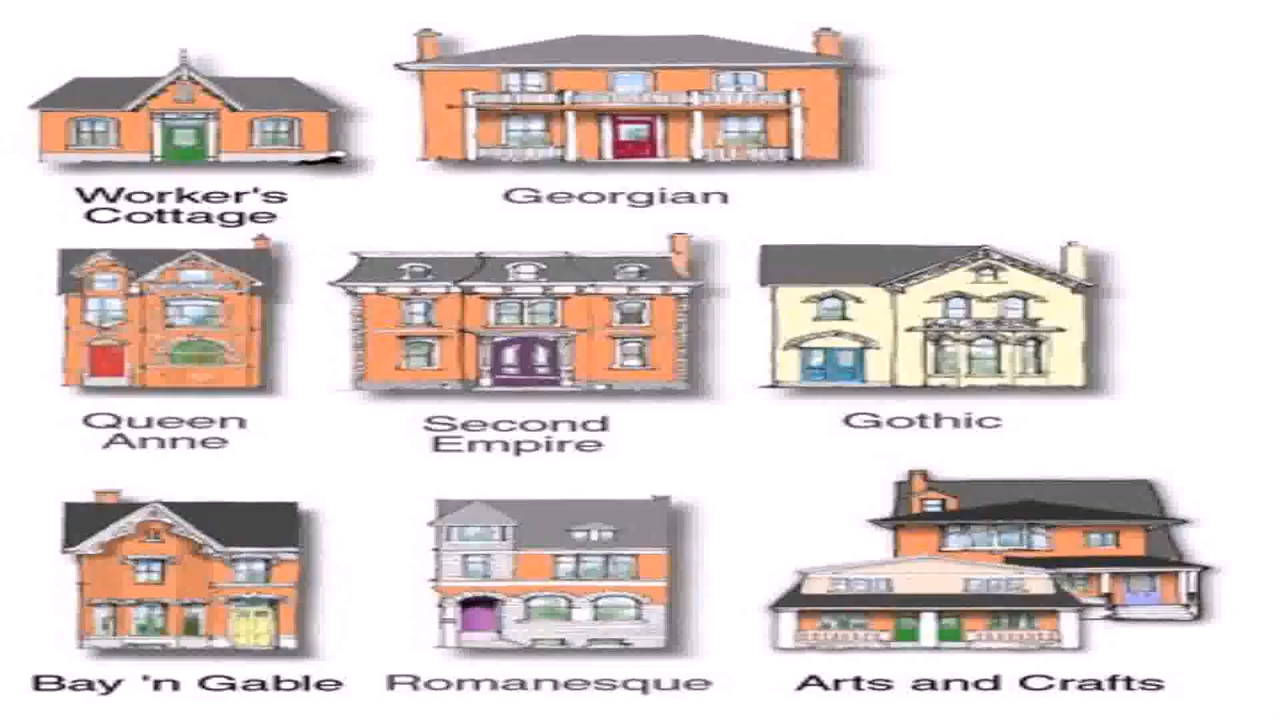 Worker's
Cottage
Georgian
Queen
Anne
Second
Empire
Gothic
Bay 'n Gable
Romanesque
Arts and Crafts